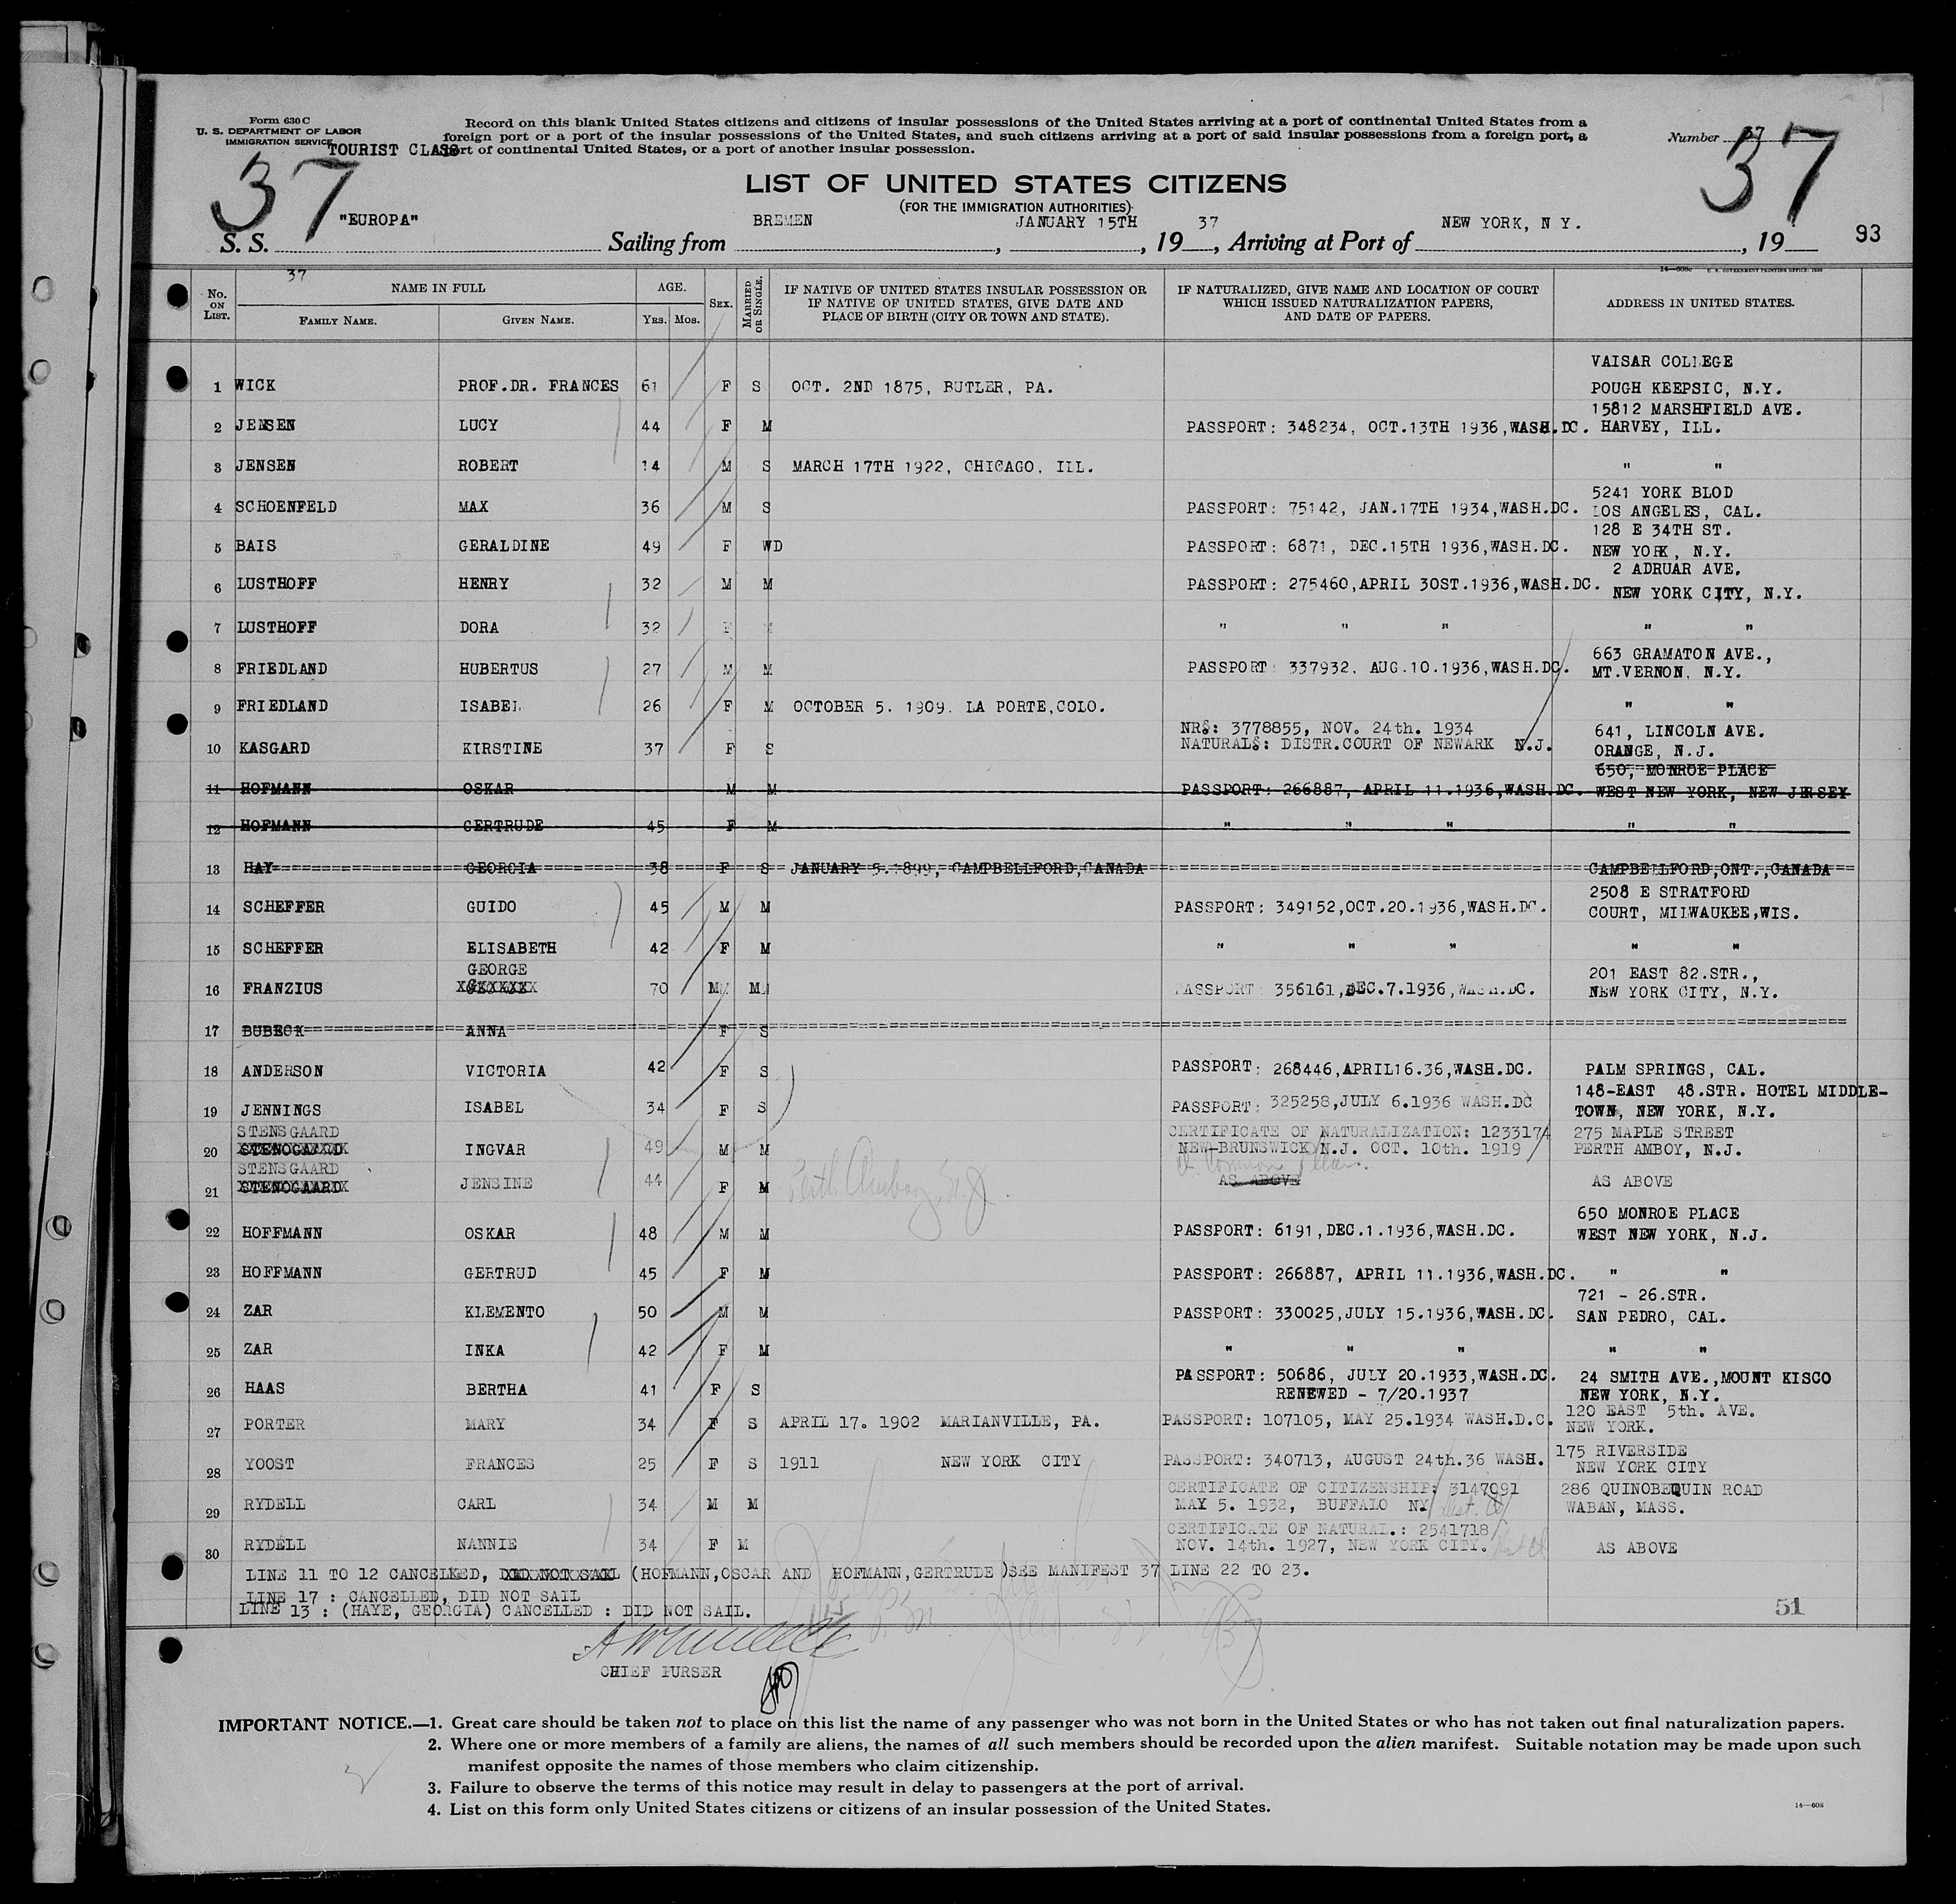 Form 630 C
U. S. DEPARTMENT OF LABOR
IMMIGRATION SERVICE
TOURIST CLASS
Record on this blank United States citizens and citizens of insular possessions of the United States arriving at a port of continental United States from a
foreign port or a port of the insular possessions of the United States, and such citizens arriving at a port of said insular possessions from a foreign port, a
port of continental United States, or a port of another insular possession.
Number 37
37
37
LIST OF UNITED STATES CITIZENS
(FOR THE IMMIGRATION AUTHORITIES)
S. S. "EUROPA" Sailing from BREMEN, JANUARY 15TH, 1937, Arriving at Port of NEW YORK, N Y., 19
93
14—608c U. S. GOVERNMENT PRINTING OFFICE: 1933
37
No. ON LIST. NAME IN FULL FAMILY NAME. GIVEN NAME. AGE. YRS. MOS. SEX. MARRIED OR SINGLE. IF NATIVE OF UNITED STATES INSULAR POSSESSION OR IF NATIVE OF UNITED STATES, GIVE DATE AND PLACE OF BIRTH (CITY OR TOWN AND STATE). IF NATURALIZED, GIVE NAME AND LOCATION OF COURT WHICH ISSUED NATURALIZATION PAPERS, AND DATE OF PAPERS. ADDRESS IN UNITED STATES.
VAISAR COLLEGE
1 WICK PROF.DR. FRANCES 61 F S OCT. 2ND 1875, BUTLER, PA. POUGH KEEPSIC, N.Y.
15812 MARSHFIELD AVE.
2 JENSEN LUCY 44 F M PASSPORT: 348234, OCT.13TH 1936,WASH.DC. HARVEY, ILL.
3 JENSEN ROBERT 14 M S MARCH 17TH 1922, CHICAGO, ILL. " "
5241 YORK BLOD
4 SCHOENFELD MAX 36 M S PASSPORT: 75142, JAN.17TH 1934,WASH.DC. LOS ANGELES, CAL.
128 E 34TH ST.
5 BAIS GERALDINE 49 F WD PASSPORT: 6871, DEC.15TH 1936,WASH.DC. NEW YORK, N.Y.
2 ADRUAR AVE.
6 LUSTHOFF HENRY 32 M M PASSPORT: 275460,APRIL 30ST.1936,WASH.DC. NEW YORK CITY, N.Y.
7 LUSTHOFF DORA 32 F M " " " " "
663 GRAMATON AVE.,
8 FRIEDLAND HUBERTUS 27 M M PASSPORT: 337932. AUG.10.1936,WASH.DC. MT.VERNON. N.Y.
9 FRIEDLAND ISABEL 26 F M OCTOBER 5. 1909. LA PORTE,COLO. " "
NRS: 3778855, NOV. 24th. 1934 641, LINCOLN AVE.
10 KASGARD KIRSTINE 37 F S NATURALS: DISTR.COURT OF NEWARK N.J. ORANGE, N.J.
650, MONROE PLACE
11 HOFMANN OSKAR M M PASSPORT: 266887, APRIL 11.1936,WASH.DC. WEST NEW YORK, NEW JERSEY
12 HOFMANN GERTRUDE 45 F M " " " " "
13 HAY GEORGIA 38 F S JANUARY 5.1899, CAMPBELLFORD,CANADA CAMPBELLFORD,ONT.,CANADA
2508 E STRATFORD
14 SCHEFFER GUIDO 45 M M PASSPORT: 349152,OCT.20.1936,WASH.DC. COURT, MILWAUKEE,WIS.
15 SCHEFFER ELISABETH 42 F M " " " " "
GEORGE 201 EAST 82.STR.,
16 FRANZIUS 70 M M PASSPORT: 356161,DEC.7.1936,WASH.DC. NEW YORK CITY, N.Y.
17 BUBECK ANNA F S
18 ANDERSON VICTORIA 42 F S PASSPORT: 268446,APRIL16.36,WASH.DC. PALM SPRINGS, CAL.
148-EAST 48.STR. HOTEL MIDDLE-
19 JENNINGS ISABEL 34 F S PASSPORT: 325258,JULY 6.1936 WASH.DC TOWN, NEW YORK, N.Y.
STENSGAARD CERTIFICATE OF NATURALIZATION: 1233174 275 MAPLE STREET
20 STENOGAARD INGVAR 49 M M NEW-BRUNSWICK N.J. OCT. 10th. 1919 PERTH AMBOY, N.J.
STENSGAARD Ct Common Pleas.
21 STENOGAARD JENSINE 44 F M Perth Amboy, N.J. AS ABOVE AS ABOVE
650 MONROE PLACE
22 HOFFMANN OSKAR 48 M M PASSPORT: 6191,DEC.1.1936,WASH.DC. WEST NEW YORK, N.J.
23 HOFFMANN GERTRUD 45 F M PASSPORT: 266887, APRIL 11.1936,WASH.DC. " "
721 - 26.STR.
24 ZAR KLEMENTO 50 M M PASSPORT: 330025,JULY 15.1936,WASH.DC. SAN PEDRO, CAL.
25 ZAR INKA 42 F M " " " " "
PASSPORT: 50686, JULY 20.1933,WASH.DC. 24 SMITH AVE.,MOUNT KISCO
26 HAAS BERTHA 41 F S RENEWED - 7/20.1937 NEW YORK, N.Y.
120 EAST 5th. AVE.
27 PORTER MARY 34 F S APRIL 17. 1902 MARIANVILLE, PA. PASSPORT: 107105, MAY 25.1934 WASH.D.C. NEW YORK.
175 RIVERSIDE
28 YOOST FRANCES 25 F S 1911 NEW YORK CITY PASSPORT: 340713, AUGUST 24th.36 WASH. NEW YORK CITY
CERTIFICATE OF CITIZENSHIP: 3147091 286 QUINOBEQUIN ROAD
29 RYDELL CARL 34 M M MAY 5. 1932, BUFFALO NY WABAN, MASS.
CERTIFICATE OF NATURAL.: 2541718
30 RYDELL NANNIE 34 F M NOV. 14th. 1927, NEW YORK CITY. AS ABOVE
LINE 11 TO 12 CANCELKED, DID NOT SAIL (HOFMANN,OSCAR AND HOFMANN,GERTRUDE )SEE MANIFEST 37 LINE 22 TO 23.
LINE 17 : CANCELLED, DID NOT SAIL
LINE 13 : (HAYE, GEORGIA) CANCELLED : DID NOT SAIL.
51
CHIEF PURSER
IMPORTANT NOTICE.—1. Great care should be taken not to place on this list the name of any passenger who was not born in the United States or who has not taken out final naturalization papers.
2. Where one or more members of a family are aliens, the names of all such members should be recorded upon the alien manifest. Suitable notation may be made upon such
manifest opposite the names of those members who claim citizenship.
3. Failure to observe the terms of this notice may result in delay to passengers at the port of arrival.
4. List on this form only United States citizens or citizens of an insular possession of the United States.
14—608